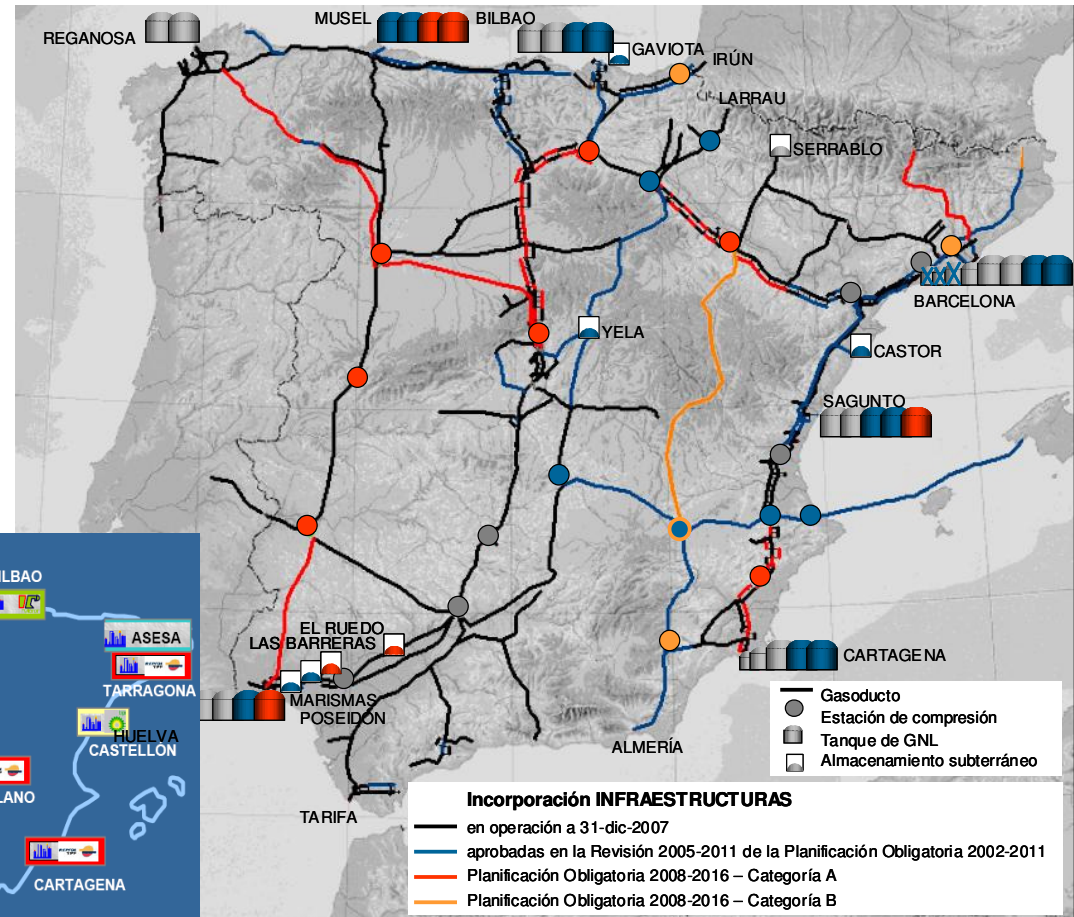 MUSEL
BILBAO
REGANOSA
GAVIOTA
IRÚN
LARRAU
SERRABLO
BARCELONA
YELA
CASTOR
SAGUNTO
ILBAO
ASESA
TARRAGONA
HUELVA
CASTELLÓN
LANO
CARTAGENA
EL RUEDO
LAS BARRERAS
MARISMAS
POSEIDÓN
CARTAGENA
ALMERÍA
TARIFA
Gasoducto
Estación de compresión
Tanque de GNL
Almacenamiento subterráneo
Incorporación INFRAESTRUCTURAS
en operación a 31-dic-2007
aprobadas en la Revisión 2005-2011 de la Planificación Obligatoria 2002-2011
Planificación Obligatoria 2008-2016 – Categoría A
Planificación Obligatoria 2008-2016 – Categoría B